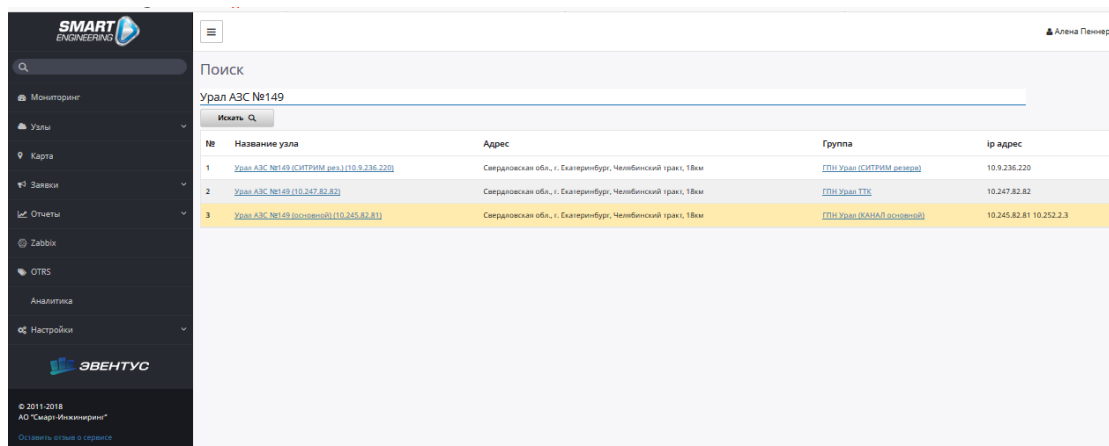 SMART
ENGINEERING
Алена Пеннер
Поиск
Урал АЗС №149
Искать
Мониторинг
Узлы
Карта
Заявки
Отчеты
Zabbix
OTRS
Аналитика
Настройки
ЭВЕНТУС
© 2011-2018
АО "Смарт-Инжиниринг"
Оставить отзыв о сервисе
№ Название узла Адрес Группа ip адрес
1 Урал АЗС №149 (СИТРИМ рез.) (10.9.236.220) Свердловская обл., г. Екатеринбург, Челябинский тракт, 18км ГПН Урал (СИТРИМ резерв) 10.9.236.220
2 Урал АЗС №149 (10.247.82.82) Свердловская обл., г. Екатеринбург, Челябинский тракт, 18км ГПН Урал ТТК 10.247.82.82
3 Урал АЗС №149 (основной) (10.245.82.81) Свердловская обл., г. Екатеринбург, Челябинский тракт, 18км ГПН Урал (КАНАЛ основной) 10.245.82.81 10.252.2.3